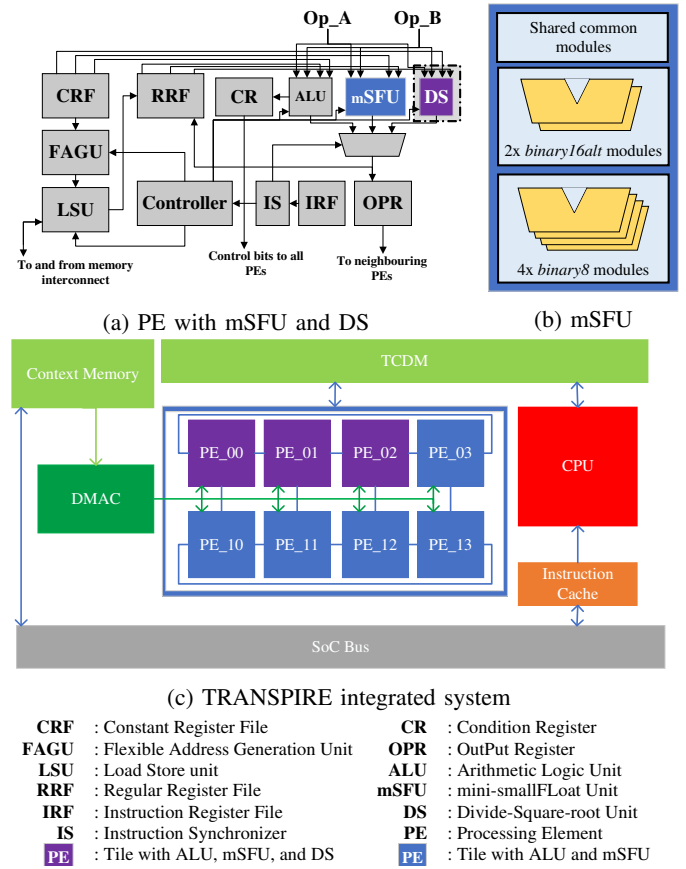 Op_A Op_B
CRF RRF CR ALU mSFU DS
FAGU
LSU Controller IS IRF OPR
To and from memory
interconnect
Control bits to all
PEs
To neighbouring
PEs
(a) PE with mSFU and DS
Shared common
modules
2x binary16alt modules
4x binary8 modules
(b) mSFU
Context Memory
TCDM
PE_00 PE_01 PE_02 PE_03
CPU
DMAC
PE_10 PE_11 PE_12 PE_13
Instruction
Cache
SoC Bus
(c) TRANSPIRE integrated system
CRF : Constant Register File
FAGU : Flexible Address Generation Unit
LSU : Load Store unit
RRF : Regular Register File
IRF : Instruction Register File
IS : Instruction Synchronizer
PE : Tile with ALU, mSFU, and DS
CR : Condition Register
OPR : OutPut Register
ALU : Arithmetic Logic Unit
mSFU : mini-smallFLoat Unit
DS : Divide-Square-root Unit
PE : Processing Element
PE : Tile with ALU and mSFU